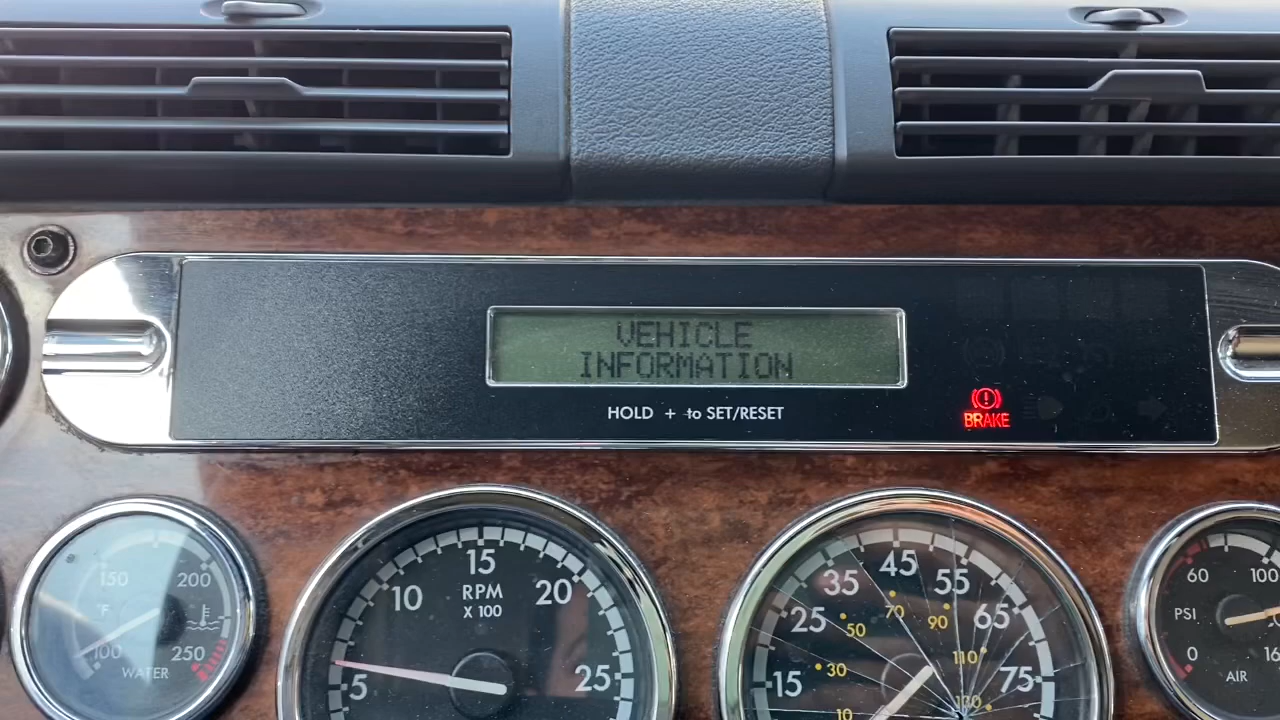 VEHICLE
INFORMATION
HOLD + to SET/RESET
BRAKE
150 200
°F
100 250
WATER
15
10 20
RPM
X 100
5 25
45
35 55
25 65
15 75
70 90
50
30 110
10
60 100
PSI
0
AIR